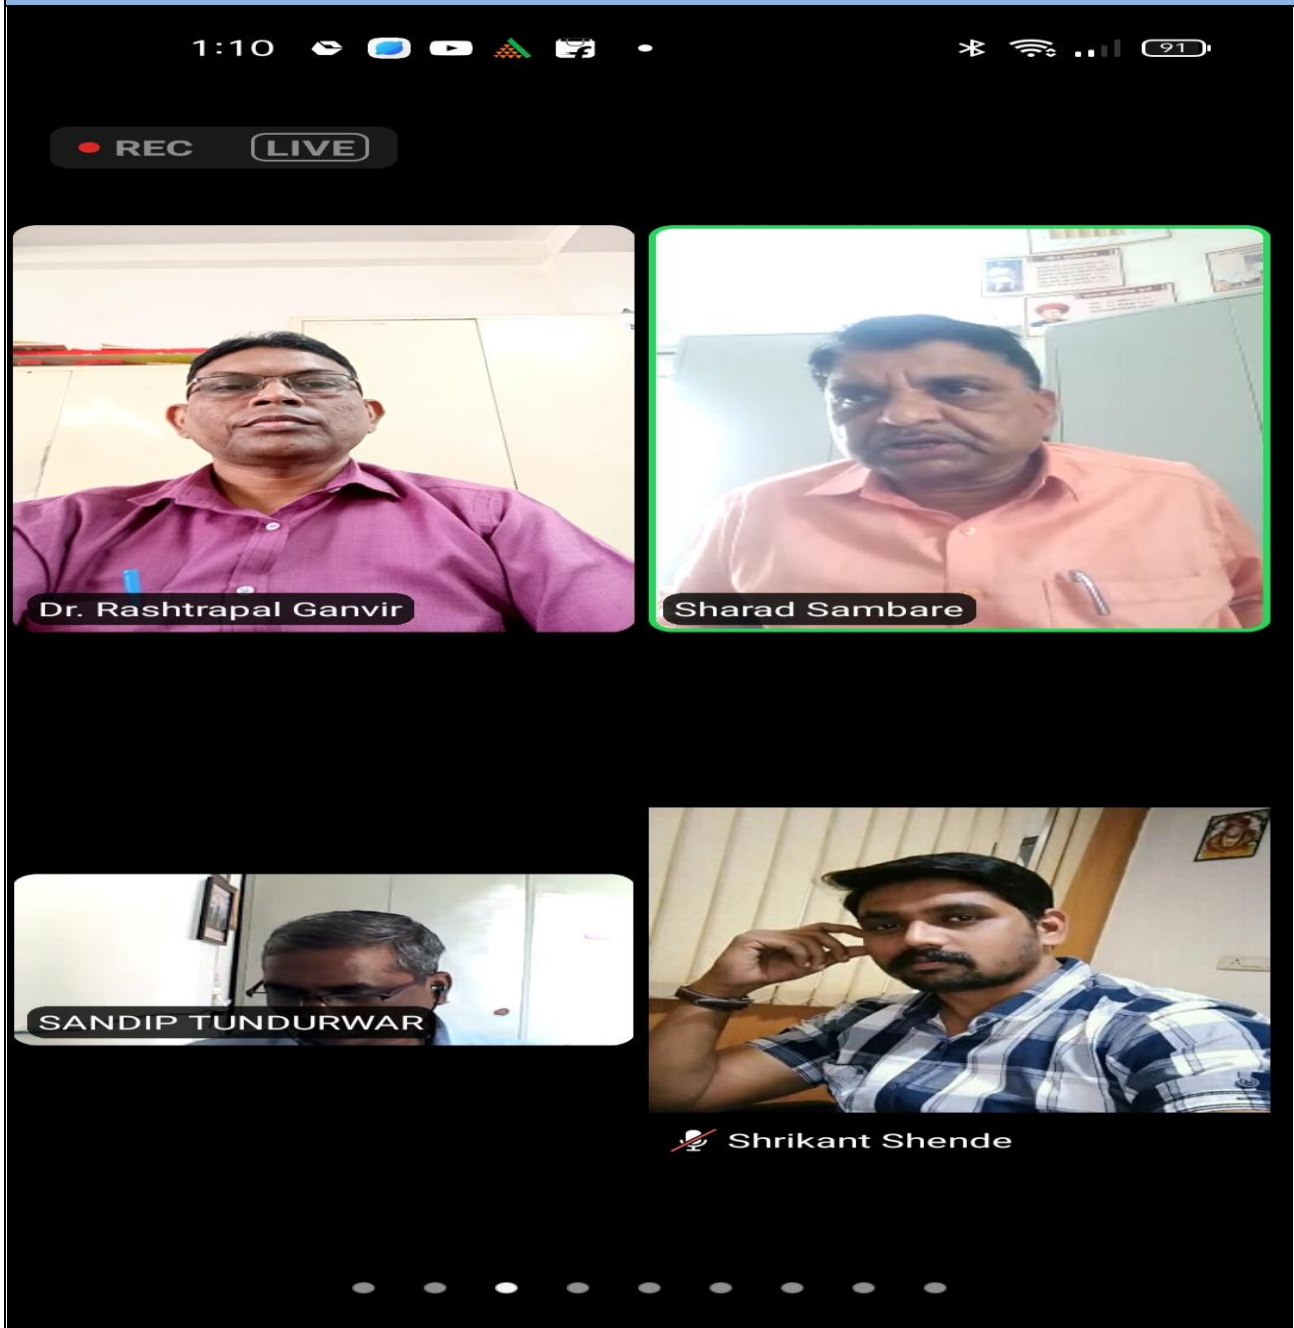 1:10
91
REC LIVE
Dr. Rashtrapal Ganvir
Sharad Sambare
SANDIP TUNDURWAR
Shrikant Shende